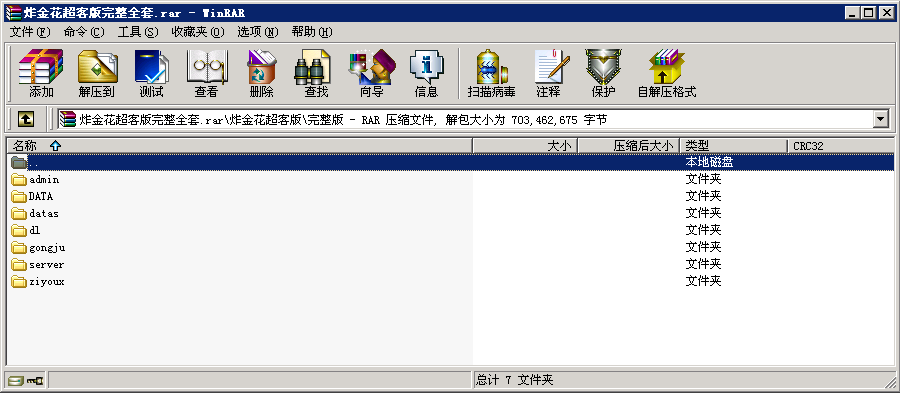 炸金花超客版完整全套.rar - WinRAR
文件(F) 命令(C) 工具(S) 收藏夹(O) 选项(N) 帮助(H)
添加 解压到 测试 查看 删除 查找 向导 信息 扫描病毒 注释 保护 自解压格式
炸金花超客版完整全套.rar\炸金花超客版\完整版 - RAR 压缩文件, 解包大小为 703,462,675 字节
名称 大小 压缩后大小 类型 CRC32
.. 本地磁盘
admin 文件夹
DATA 文件夹
datas 文件夹
dl 文件夹
gongju 文件夹
server 文件夹
ziyoux 文件夹
总计 7 文件夹